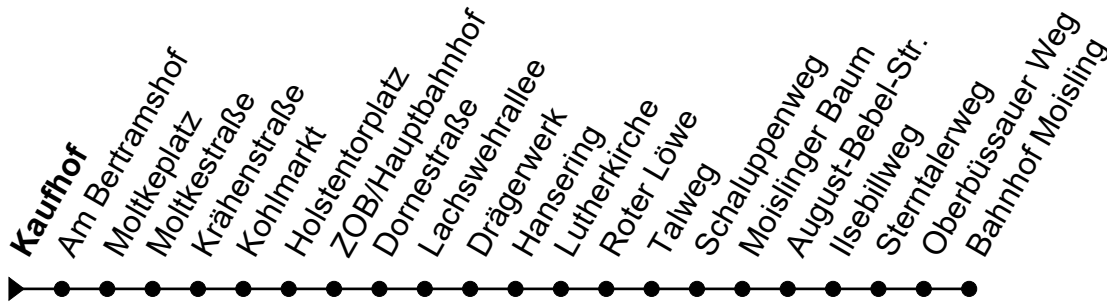 Kaufhof
Am Bertramshof
Moltkeplatz
Moltkestraße
Krähenstraße
Kohlmarkt
Holstentorplatz
ZOB/Hauptbahnhof
Dornestraße
Lachswehrallee
Drägerwerk
Hansering
Lutherkirche
Roter Löwe
Talweg
Schaluppenweg
Moislinger Baum
August-Bebel-Str.
Ilsebillweg
Sterntalerweg
Oberbüssauer Weg
Bahnhof Moisling